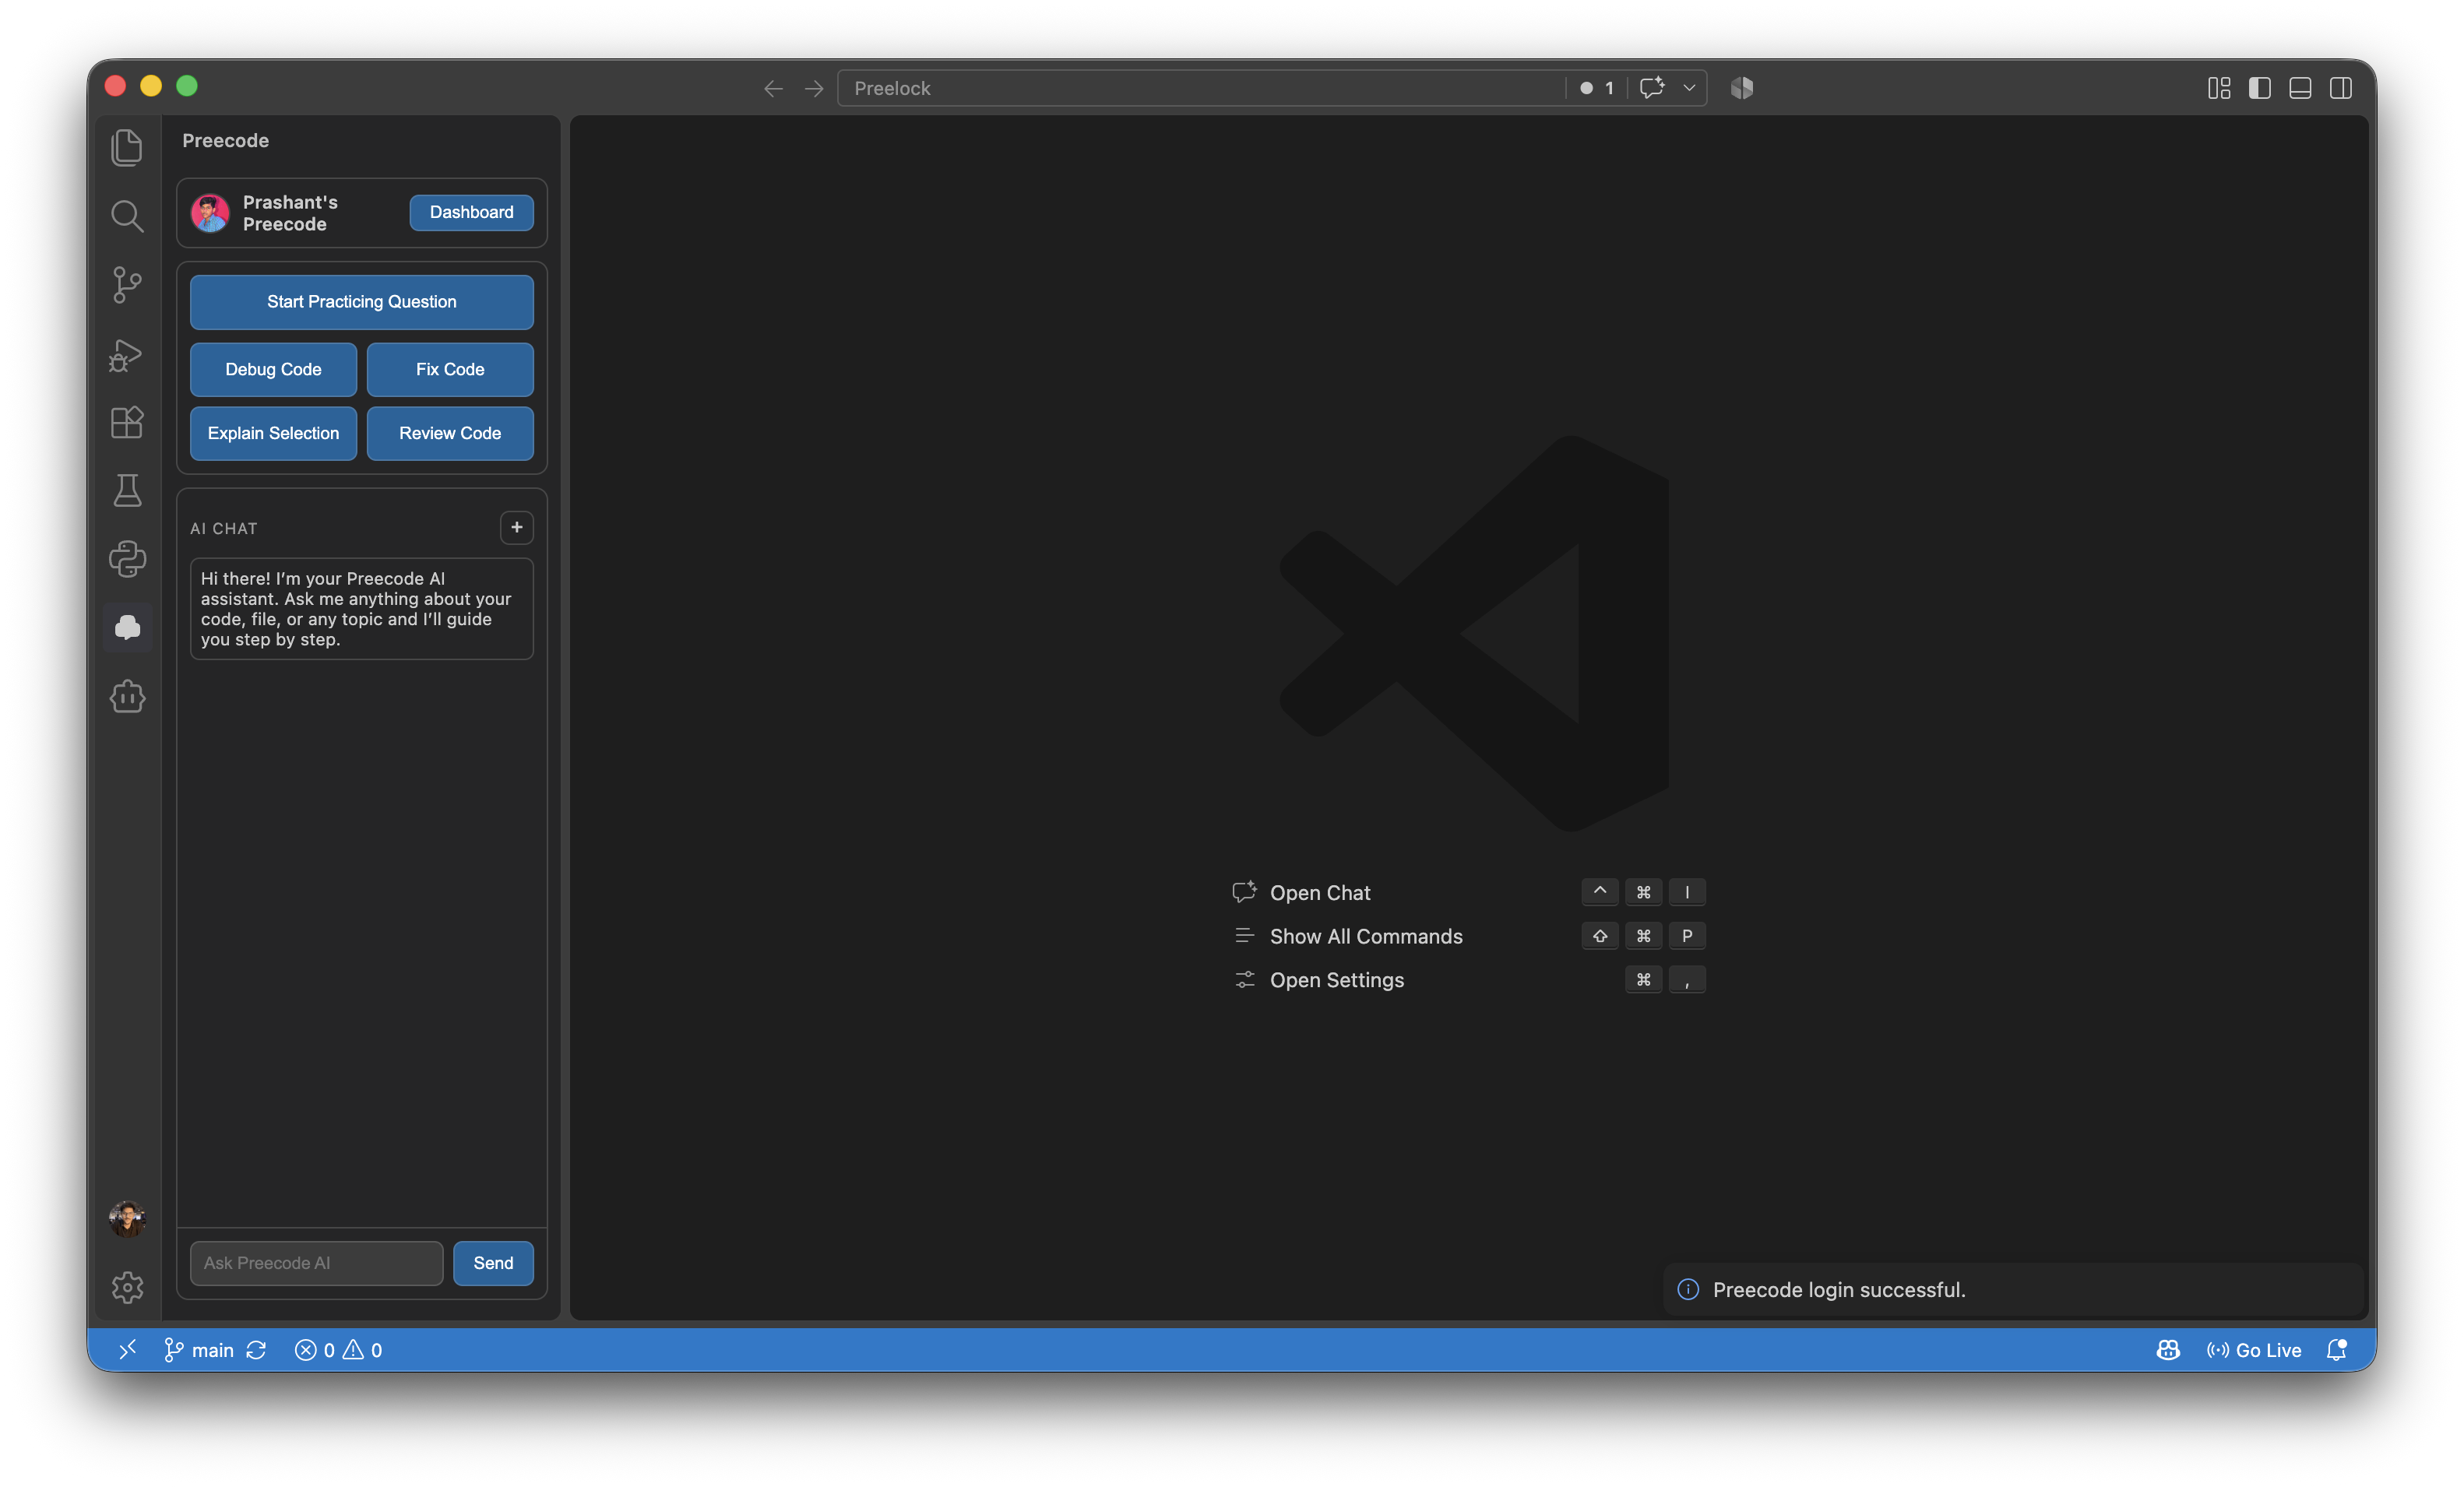 Preelock
1
Preecode
Prashant's
Preecode
Dashboard
Start Practicing Question
Debug Code
Fix Code
Explain Selection
Review Code
AI CHAT
+
Hi there! I’m your Preecode AI
assistant. Ask me anything about your
code, file, or any topic and I’ll guide
you step by step.
Open Chat ^ ⌘ I
Show All Commands ⇧ ⌘ P
Open Settings ⌘ ,
Ask Preecode AI
Send
Preecode login successful.
main 0 0
Go Live